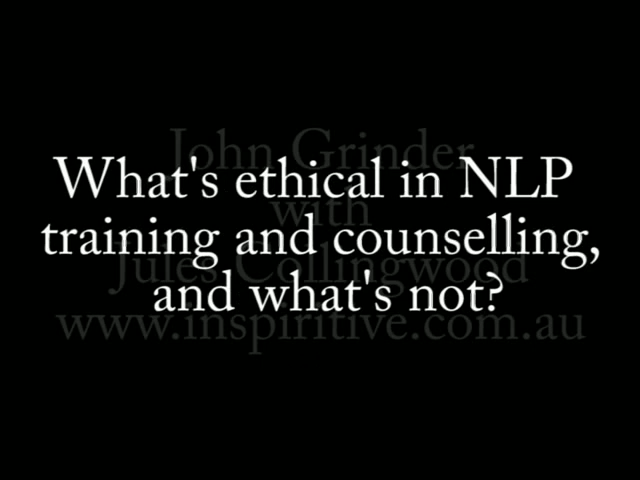 John Grinder
What's ethical in NLP
with
training and counselling,
Jules Collingwood
and what's not?
www.inspiritive.com.au